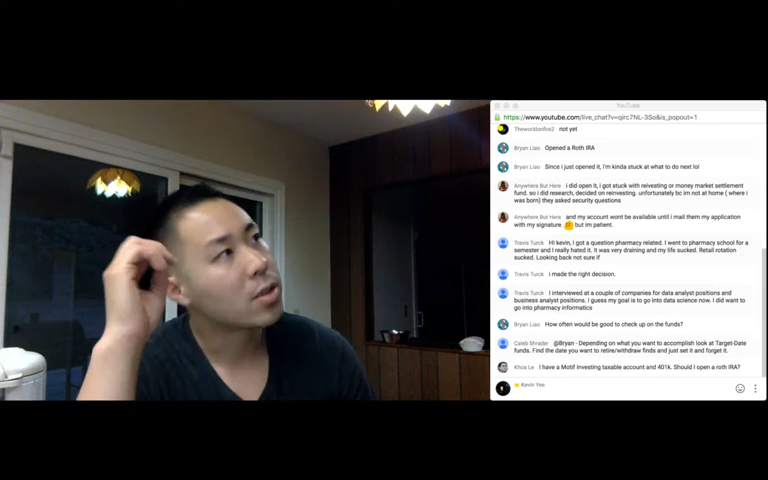 YouTube
https://www.youtube.com/live_chat?v=qirc7NL-3So&is_popout=1
Theworldonfire2 not yet
Bryan Liao Opened a Roth IRA
Bryan Liao Since i just opened it, I'm kinda stuck at what to do next lol
Anywhere But Here i did open it, i got stuck with reivesting or money market settlement
fund. so i did research, decided on reinvesting. unfortunately bc im not at home ( where i
was born) they asked security questions
Anywhere But Here and my account wont be available until i mail them my application
with my signature. but im patient.
Travis Turck Hi kevin, I got a question pharmacy related. I went to pharmacy school for a
semester and I really hated it. It was very draining and my life sucked. Retail rotation
sucked. Looking back not sure if
Travis Turck i made the right decision.
Travis Turck I interviewed at a couple of companies for data analyst positions and
business analyst positions. I guess my goal is to go into data science now. I did want to
go into pharmacy informatics
Bryan Liao How often would be good to check up on the funds?
Caleb Shrader @Bryan - Depending on what you want to accomplish look at Target-Date
funds. Find the date you want to retire/withdraw finds and just set it and forget it.
Khoa Le I have a Motif Investing taxable account and 401k. Should I open a roth IRA?
Kevin Yee